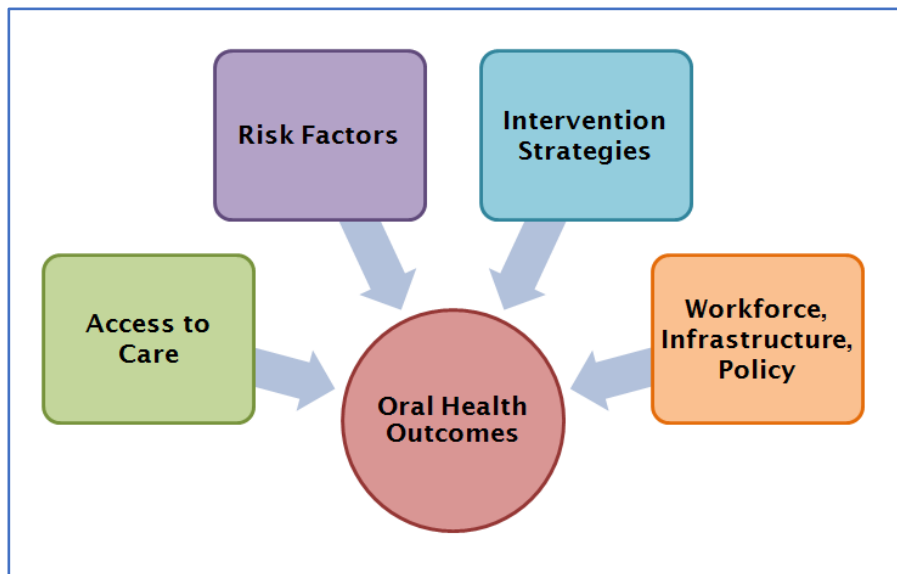 Risk Factors
Intervention
Strategies
Access to
Care
Workforce,
Infrastructure,
Policy
Oral Health
Outcomes